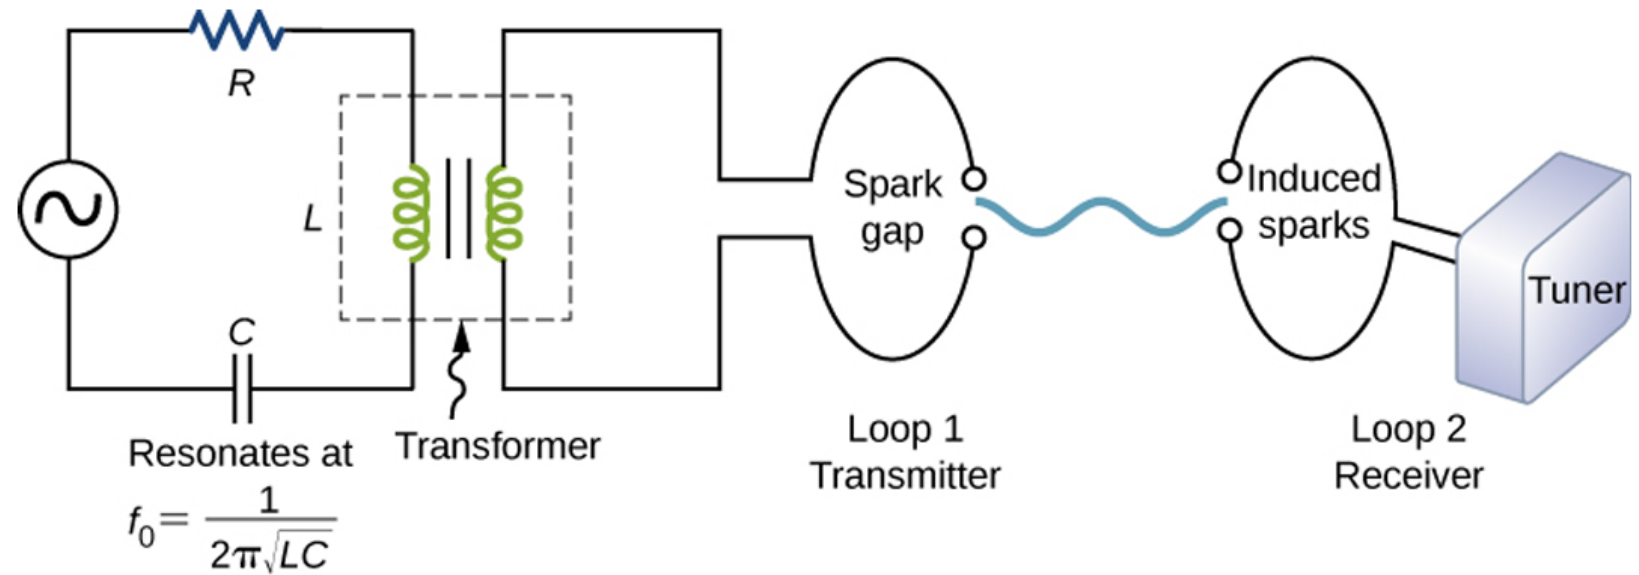 R
L
C
Resonates at
f₀ = 1 / 2π√LC
Transformer
Spark
gap
Loop 1
Transmitter
Induced
sparks
Loop 2
Receiver
Tuner